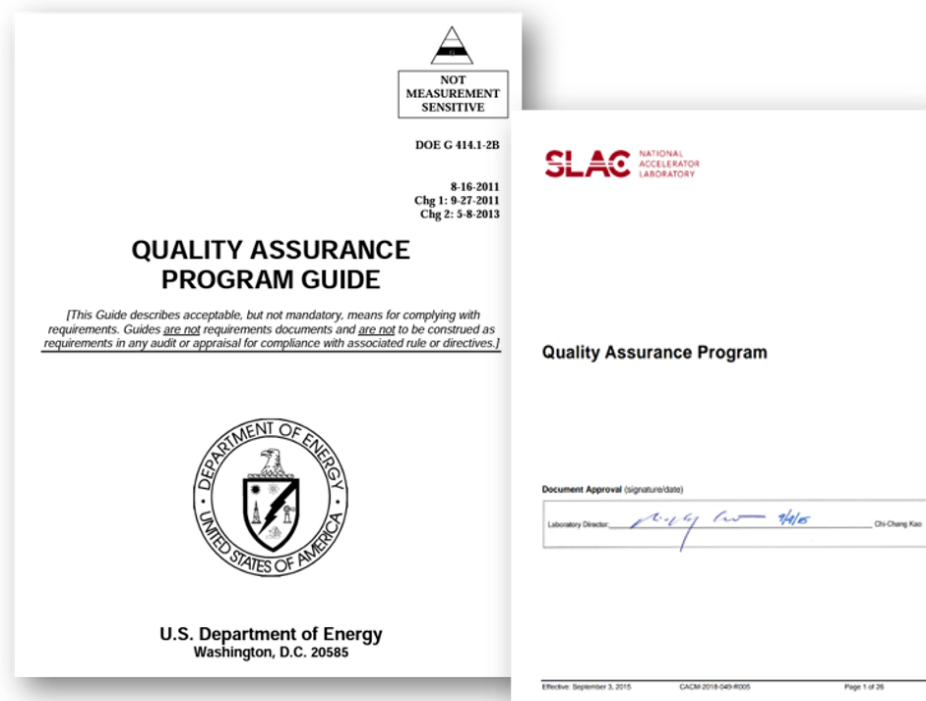 NOT
MEASUREMENT
SENSITIVE
DOE G 414.1-2B
8-16-2011
Chg 1: 9-27-2011
Chg 2: 5-8-2013
QUALITY ASSURANCE
PROGRAM GUIDE
[This Guide describes acceptable, but not mandatory, means for complying with
requirements. Guides are not requirements documents and are not to be construed as
requirements in any audit or appraisal for compliance with associated rule or directives.]
DEPARTMENT OF ENERGY
UNITED STATES OF AMERICA
U.S. Department of Energy
Washington, D.C. 20585
SLAC NATIONAL
ACCELERATOR
LABORATORY
Quality Assurance Program
Document Approval (signature/date)
Laboratory Director: Chi-Chang Kao
Effective: September 3, 2015 CACM-2018-049-R005 Page 1 of 26